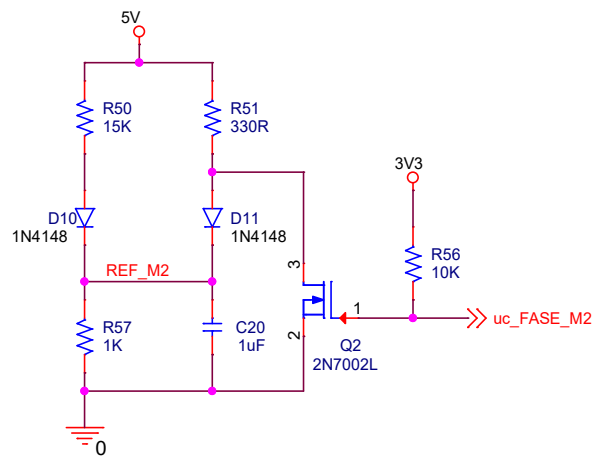 5V
R50
15K
R51
330R
3V3
D10
1N4148
D11
1N4148
R56
10K
REF_M2
3
1
uc_FASE_M2
R57
1K
C20
1uF
2
Q2
2N7002L
0